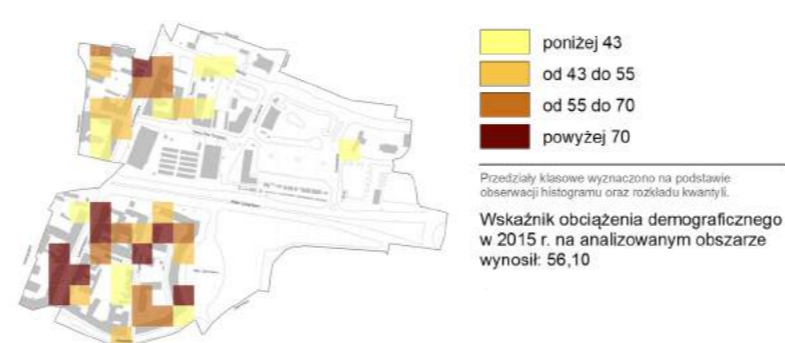 poniżej 43
od 43 do 55
od 55 do 70
powyżej 70
Przedziały klasowe wyznaczono na podstawie
obserwacji histogramu oraz rozkładu kwantyli.
Wskaźnik obciążenia demograficznego
w 2015 r. na analizowanym obszarze
wynosił: 56,10